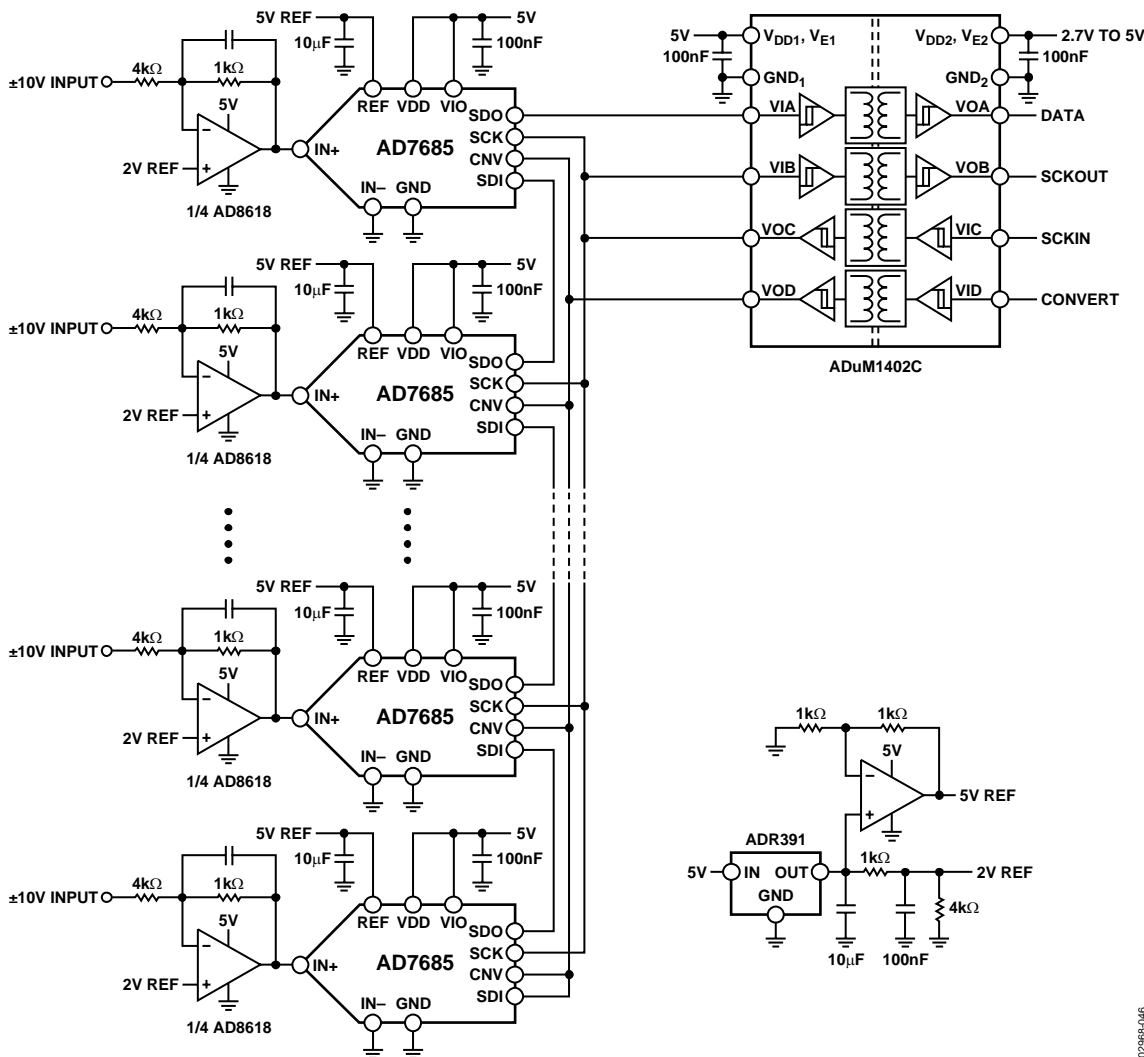 5V REF
10μF
5V
100nF
±10V INPUT
4kΩ
1kΩ
5V
2V REF
–
+
1/4 AD8618
IN+
REF VDD VIO
AD7685
IN– GND
SDO
SCK
CNV
SDI
5V REF
10μF
5V
100nF
±10V INPUT
4kΩ
1kΩ
5V
2V REF
–
+
1/4 AD8618
IN+
REF VDD VIO
AD7685
IN– GND
SDO
SCK
CNV
SDI
5V REF
10μF
5V
100nF
±10V INPUT
4kΩ
1kΩ
5V
2V REF
–
+
1/4 AD8618
IN+
REF VDD VIO
AD7685
IN– GND
SDO
SCK
CNV
SDI
5V REF
10μF
5V
100nF
±10V INPUT
4kΩ
1kΩ
5V
2V REF
–
+
1/4 AD8618
IN+
REF VDD VIO
AD7685
IN– GND
SDO
SCK
CNV
SDI
5V
100nF
VDD1, VE1
VDD2, VE2
2.7V TO 5V
100nF
GND1
GND2
VIA VOA DATA
VIB VOB SCKOUT
VOC VIC SCKIN
VOD VID CONVERT
ADuM1402C
1kΩ 1kΩ
5V
–
+
5V REF
ADR391
5V IN OUT
GND
1kΩ
2V REF
4kΩ
10μF 100nF
02968-046